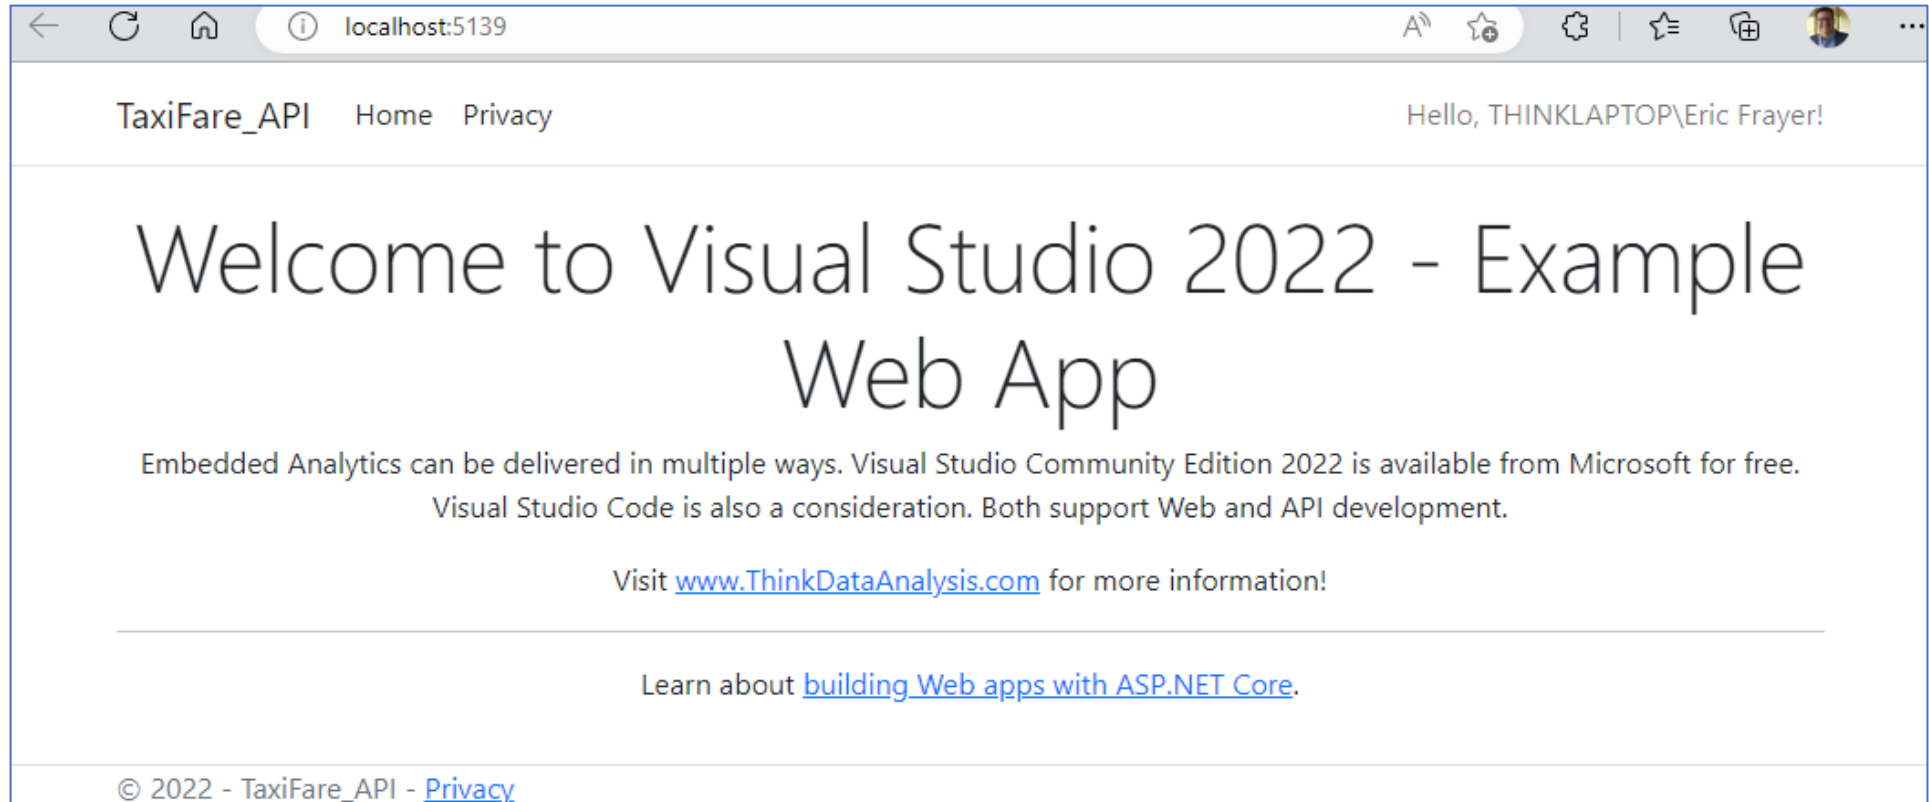 localhost:5139
TaxiFare_API Home Privacy Hello, THINKLAPTOP\Eric Frayer!
Welcome to Visual Studio 2022 - Example
Web App
Embedded Analytics can be delivered in multiple ways. Visual Studio Community Edition 2022 is available from Microsoft for free.
Visual Studio Code is also a consideration. Both support Web and API development.
Visit www.ThinkDataAnalysis.com for more information!
Learn about building Web apps with ASP.NET Core.
© 2022 - TaxiFare_API - Privacy